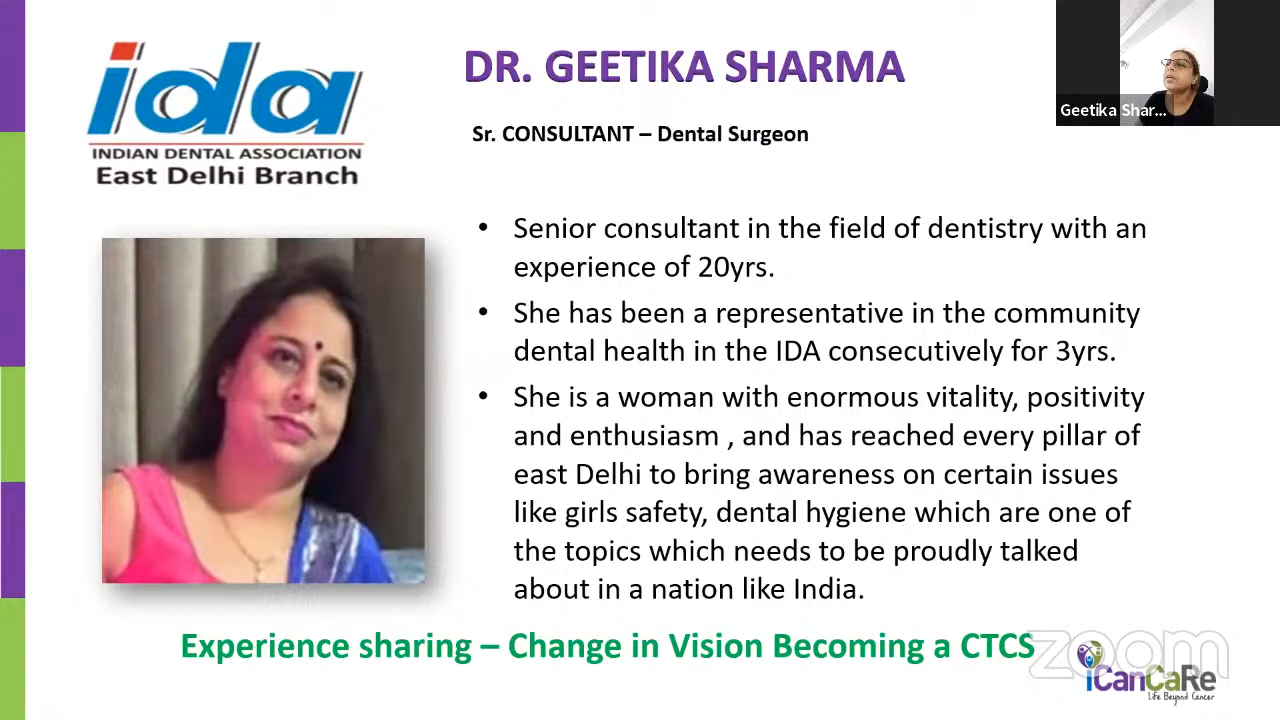 ida
INDIAN DENTAL ASSOCIATION
East Delhi Branch
DR. GEETIKA SHARMA
Sr. CONSULTANT – Dental Surgeon
Geetika Shar...
• Senior consultant in the field of dentistry with an
experience of 20yrs.
• She has been a representative in the community
dental health in the IDA consecutively for 3yrs.
• She is a woman with enormous vitality, positivity
and enthusiasm , and has reached every pillar of
east Delhi to bring awareness on certain issues
like girls safety, dental hygiene which are one of
the topics which needs to be proudly talked
about in a nation like India.
Experience sharing – Change in Vision Becoming a CTCS
zoom
iCanCaRe
Life Beyond Cancer